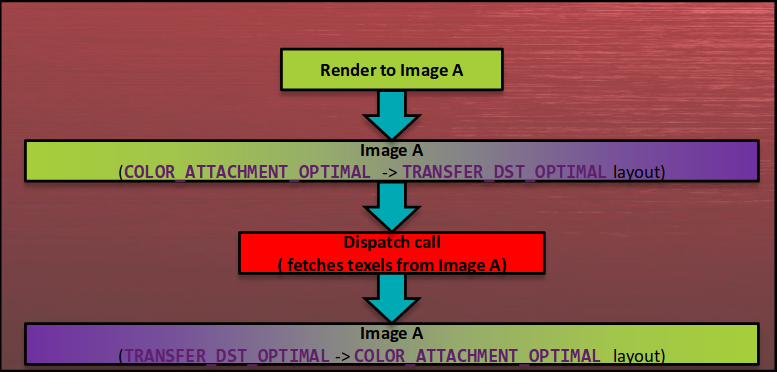 Render to Image A
Image A
(COLOR_ATTACHMENT_OPTIMAL -> TRANSFER_DST_OPTIMAL layout)
Dispatch call
( fetches texels from Image A)
Image A
(TRANSFER_DST_OPTIMAL -> COLOR_ATTACHMENT_OPTIMAL layout)